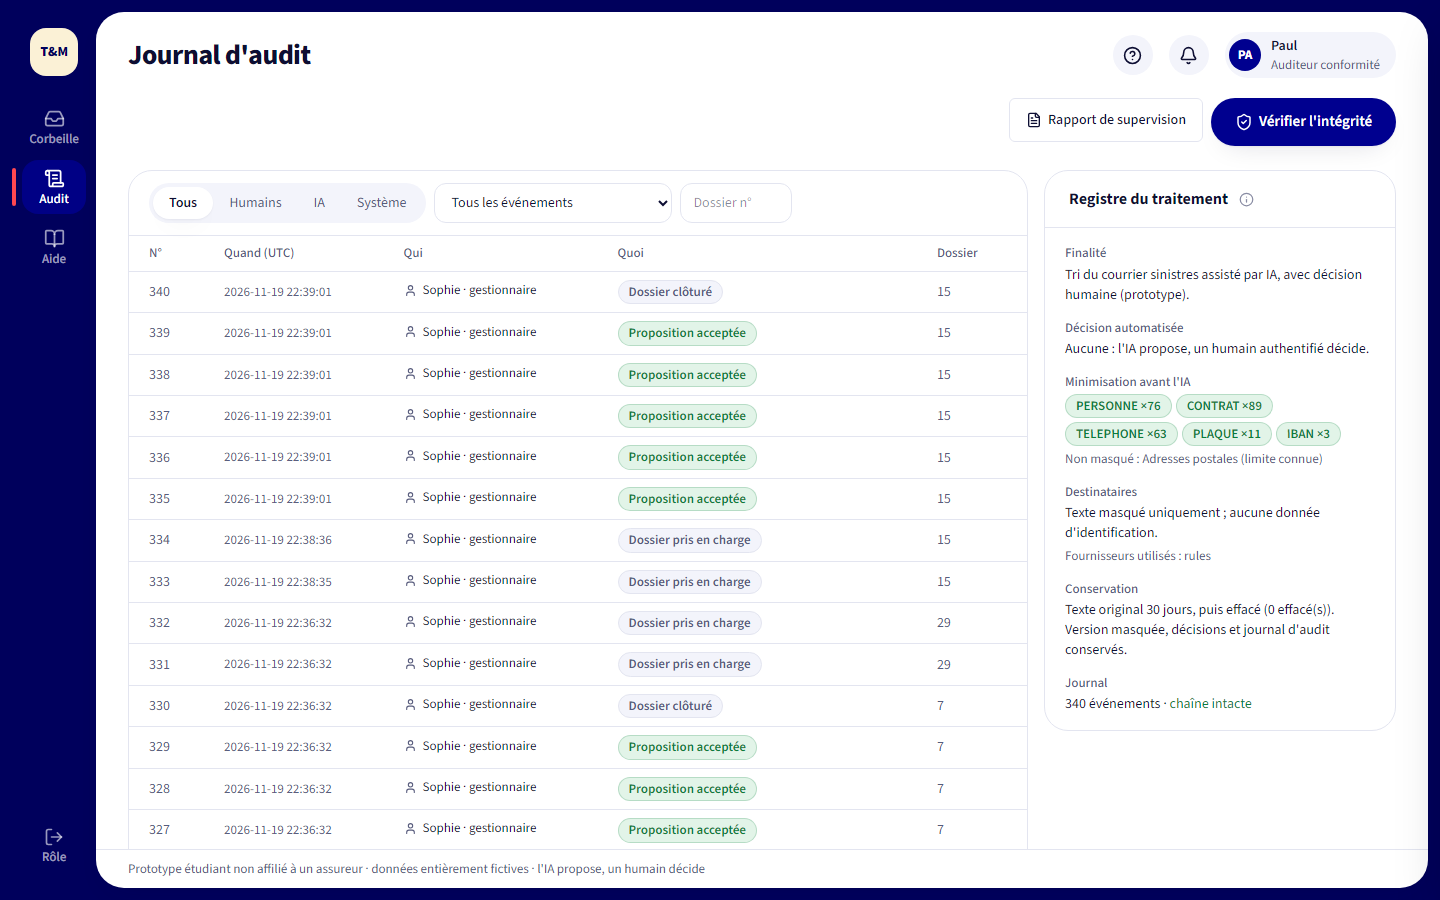 T&M
Corbeille
Audit
Aide
Rôle
Journal d'audit
PA
Paul
Auditeur conformité
Rapport de supervision
Vérifier l'intégrité
Tous Humains IA Système Tous les événements Dossier n°
N° Quand (UTC) Qui Quoi Dossier
340 2026-11-19 22:39:01 Sophie · gestionnaire Dossier clôturé 15
339 2026-11-19 22:39:01 Sophie · gestionnaire Proposition acceptée 15
338 2026-11-19 22:39:01 Sophie · gestionnaire Proposition acceptée 15
337 2026-11-19 22:39:01 Sophie · gestionnaire Proposition acceptée 15
336 2026-11-19 22:39:01 Sophie · gestionnaire Proposition acceptée 15
335 2026-11-19 22:39:01 Sophie · gestionnaire Proposition acceptée 15
334 2026-11-19 22:38:36 Sophie · gestionnaire Dossier pris en charge 15
333 2026-11-19 22:38:35 Sophie · gestionnaire Dossier pris en charge 15
332 2026-11-19 22:36:32 Sophie · gestionnaire Dossier pris en charge 29
331 2026-11-19 22:36:32 Sophie · gestionnaire Dossier pris en charge 29
330 2026-11-19 22:36:32 Sophie · gestionnaire Dossier clôturé 7
329 2026-11-19 22:36:32 Sophie · gestionnaire Proposition acceptée 7
328 2026-11-19 22:36:32 Sophie · gestionnaire Proposition acceptée 7
327 2026-11-19 22:36:32 Sophie · gestionnaire Proposition acceptée 7
Registre du traitement
Finalité
Tri du courrier sinistres assisté par IA, avec décision
humaine (prototype).
Décision automatisée
Aucune : l'IA propose, un humain authentifié décide.
Minimisation avant l'IA
PERSONNE ×76 CONTRAT ×89
TELEPHONE ×63 PLAQUE ×11 IBAN ×3
Non masqué : Adresses postales (limite connue)
Destinataires
Texte masqué uniquement ; aucune donnée
d'identification.
Fournisseurs utilisés : rules
Conservation
Texte original 30 jours, puis effacé (0 effacé(s)).
Version masquée, décisions et journal d'audit
conservés.
Journal
340 événements · chaîne intacte
Prototype étudiant non affilié à un assureur · données entièrement fictives · l'IA propose, un humain décide